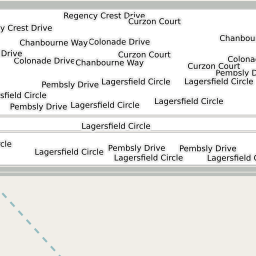 Regency Crest Drive
Curzon Court
y Crest Drive
Chanbourne Way
Colonade Drive
Chanbou
Drive
Curzon Court
Colonade Drive
Chanbourne Way
Colona
Curzon Court
Pembsly D
Pembsly Drive
Lagersfield Circle
Lagersfield Circle
sfield Circle
Pembsly Drive
Lagersfield Circle
Lagersfield Circle
Lagersfield Circle
cle
Lagersfield Circle
Pembsly Drive
Pembsly Drive
Lagersfield Circle
Lagersfield C